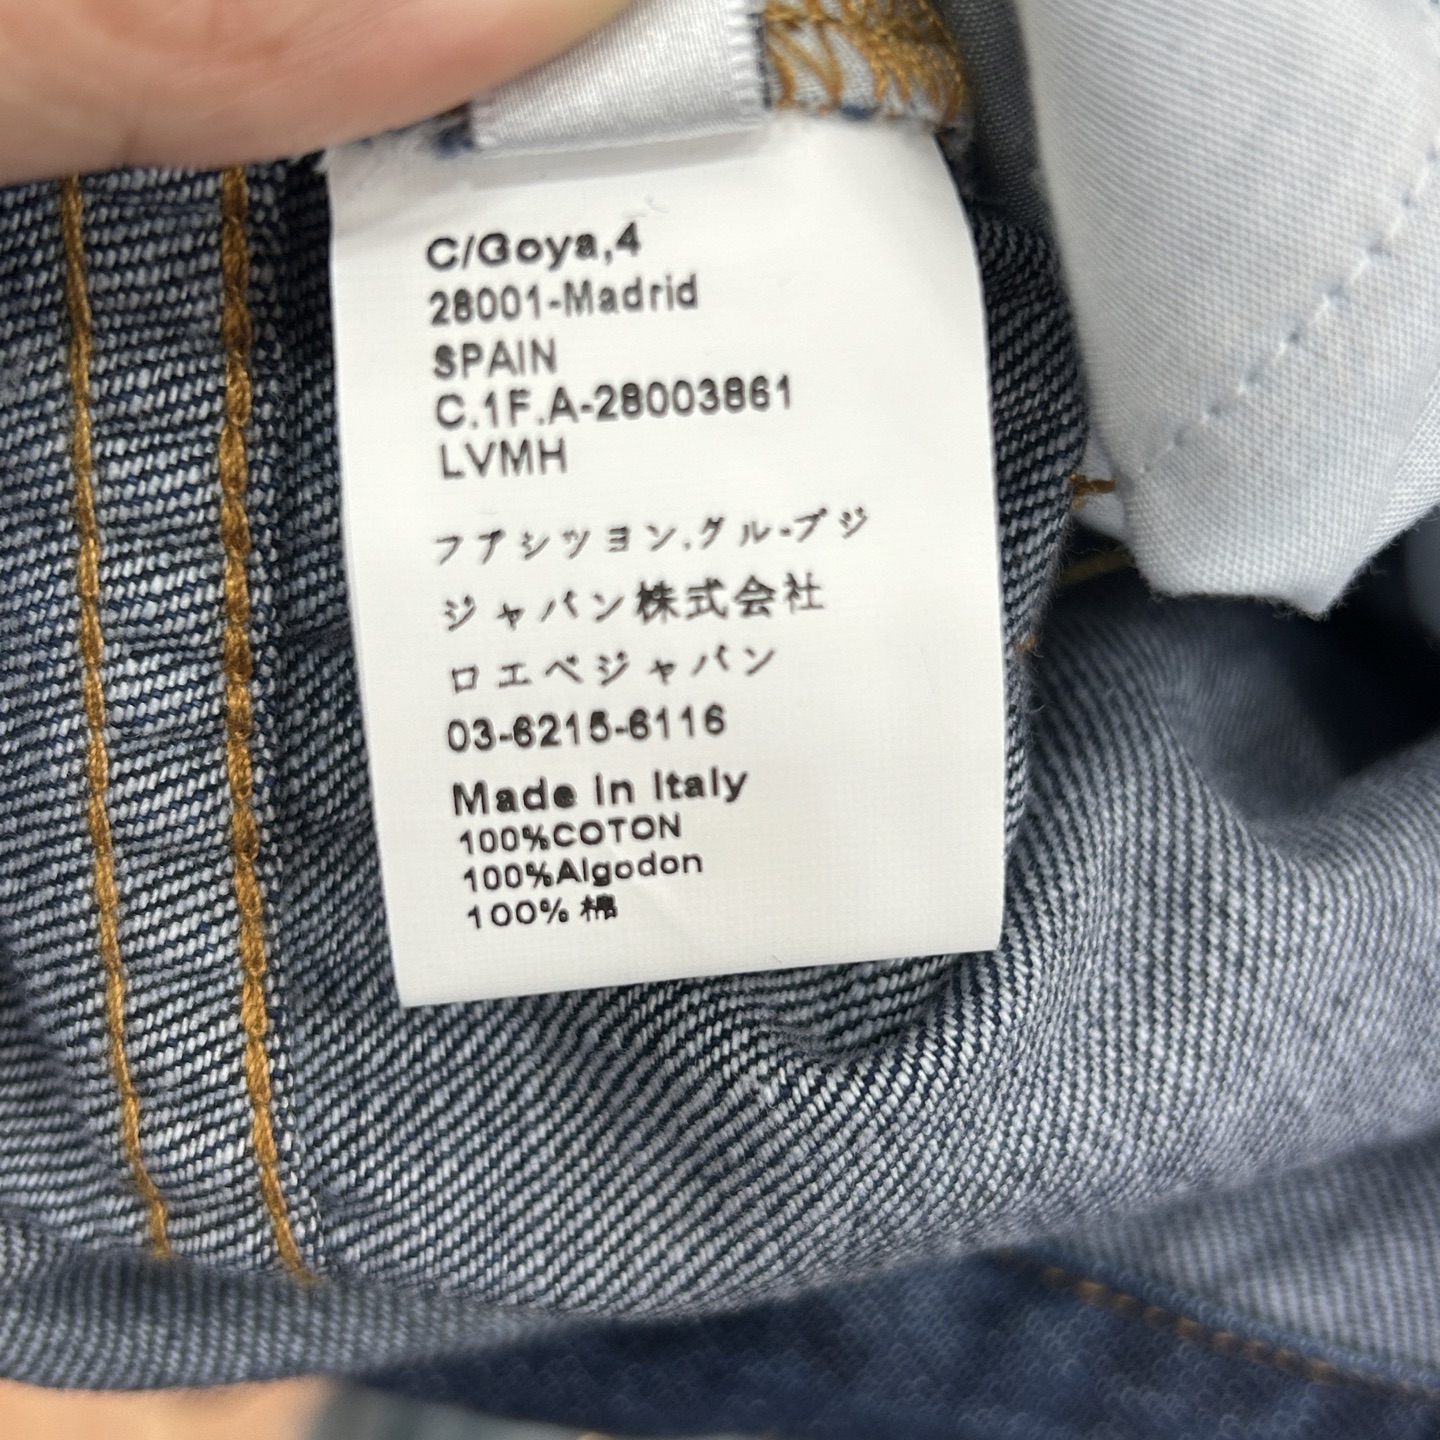 C/Goya,4
28001-Madrid
SPAIN
C.1F.A-28003861
LVMH
フアシツヨン.グル-プジ
ジャパン株式会社
ロエベジャパン
03-6215-6116
Made In Italy
100%COTON
100%Algodon
100% 棉